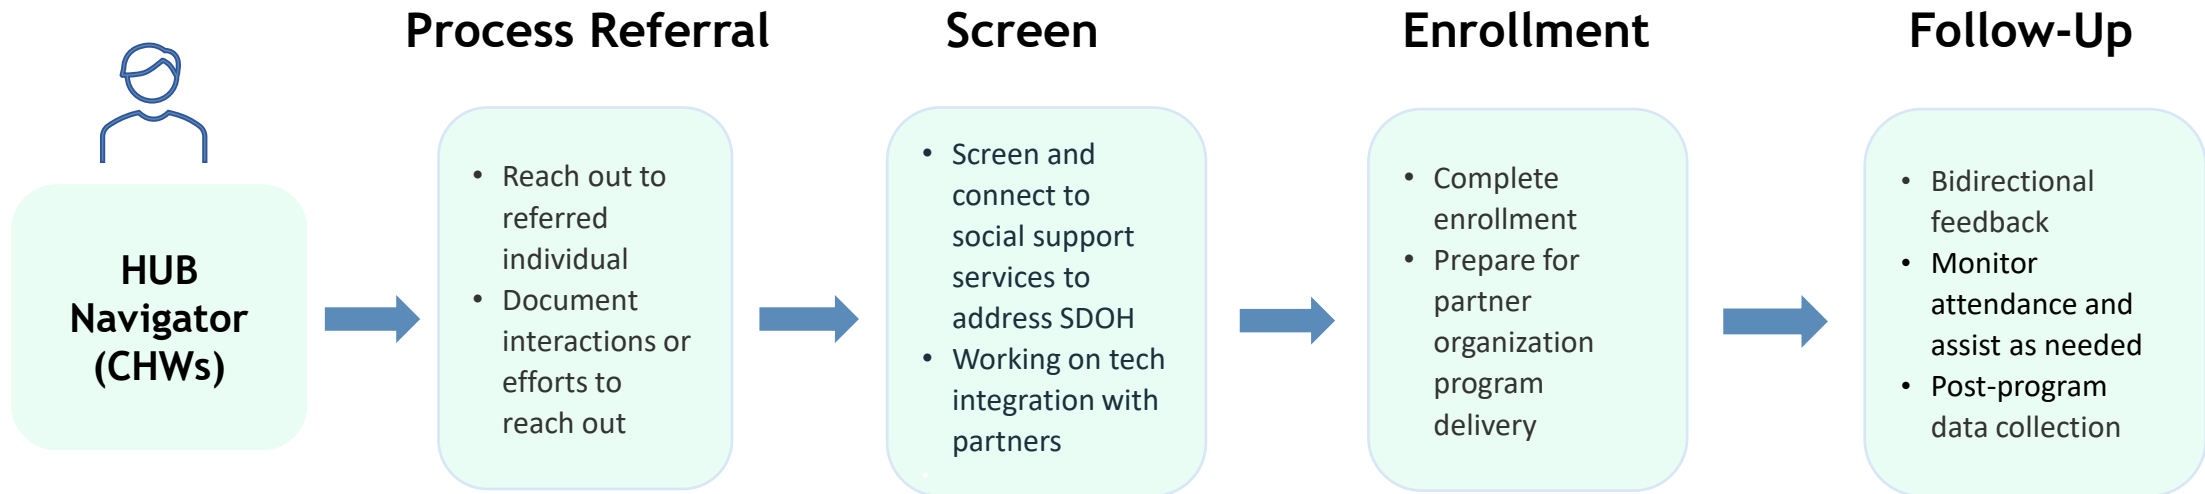 Process Referral
Screen
Enrollment
Follow-Up
HUB
Navigator
(CHWs)
• Reach out to
referred
individual
• Document
interactions or
efforts to
reach out
• Screen and
connect to
social support
services to
address SDOH
• Working on tech
integration with
partners
• Complete
enrollment
• Prepare for
partner
organization
program
delivery
• Bidirectional
feedback
• Monitor
attendance and
assist as needed
• Post-program
data collection